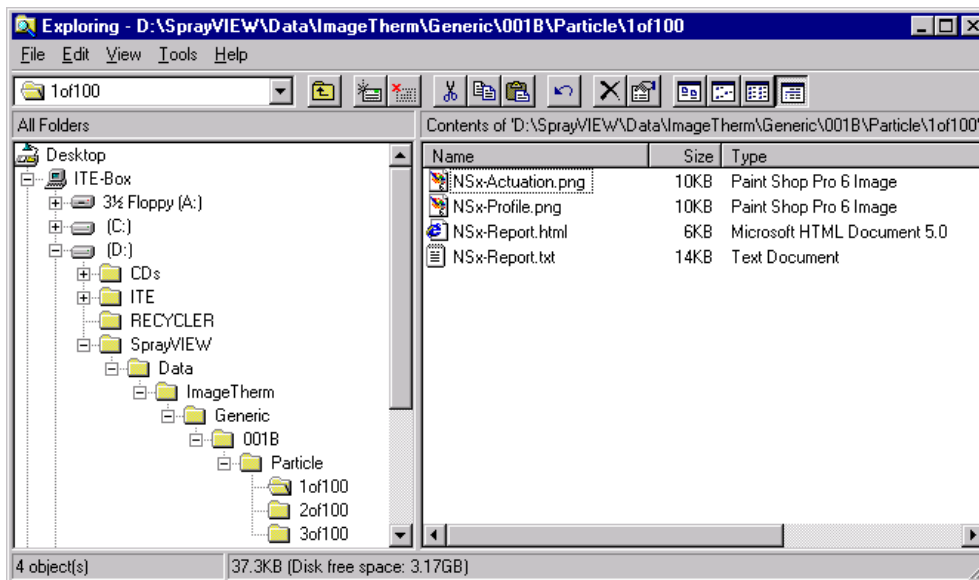 Exploring - D:\SprayVIEW\Data\ImageTherm\Generic\001B\Particle\1of100
File Edit View Tools Help
1of100
All Folders
Contents of 'D:\SprayVIEW\Data\ImageTherm\Generic\001B\Particle\1of100'
Desktop
ITE-Box
3½ Floppy (A:)
(C:)
(D:)
CDs
ITE
RECYCLER
SprayVIEW
Data
ImageTherm
Generic
001B
Particle
1of100
2of100
3of100
Name Size Type
NSx-Actuation.png 10KB Paint Shop Pro 6 Image
NSx-Profile.png 10KB Paint Shop Pro 6 Image
NSx-Report.html 6KB Microsoft HTML Document 5.0
NSx-Report.txt 14KB Text Document
4 object(s) 37.3KB (Disk free space: 3.17GB)